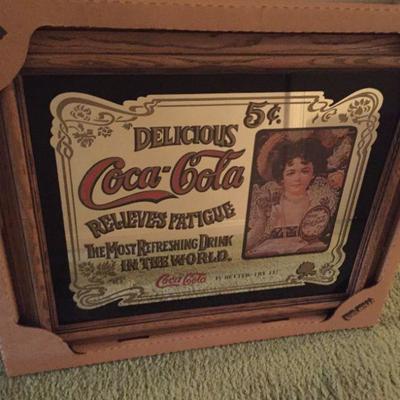 5¢
DELICIOUS
Coca-Cola
RELIEVES FATIGUE
THE MOST REFRESHING DRINK
IN THE WORLD.
Coca-Cola